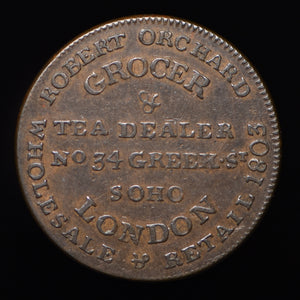 ROBERT ORCHARD
GROCER
&
TEA DEALER
No 34 GREEK·ST
SOHO
LONDON
WHOLESALE & RETAIL 1803